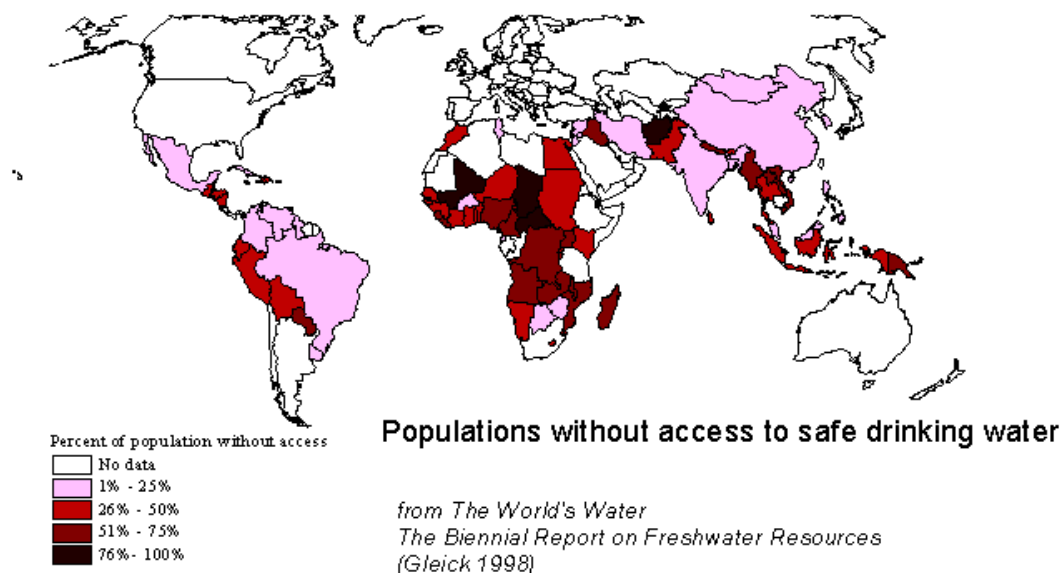 Populations without access to safe drinking water
Percent of population without access
No data
1% - 25%
26% - 50%
51% - 75%
76% - 100%
from The World's Water
The Biennial Report on Freshwater Resources
(Gleick 1998)